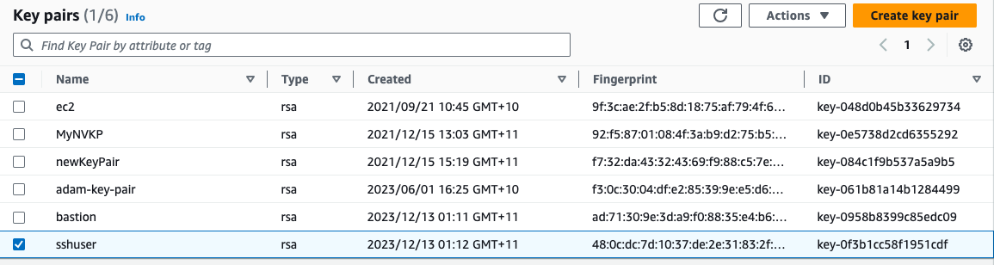 Key pairs (1/6) Info Actions Create key pair
Find Key Pair by attribute or tag 1
Name Type Created Fingerprint ID
ec2 rsa 2021/09/21 10:45 GMT+10 9f:3c:ae:2f:b5:8d:18:75:af:79:4f:6... key-048d0b45b33629734
MyNVKP rsa 2021/12/15 13:03 GMT+11 92:f5:87:01:08:4f:3a:b9:d2:75:b5:... key-0e5738d2cd6355292
newKeyPair rsa 2021/12/15 15:19 GMT+11 f7:32:da:43:32:43:69:f9:88:c5:7e:... key-084c1f9b537a5a9b5
adam-key-pair rsa 2023/06/01 16:25 GMT+10 f3:0c:30:04:df:e2:85:39:9e:e5:d6:... key-061b81a14b1284499
bastion rsa 2023/12/13 01:11 GMT+11 ad:71:30:9e:3d:a9:f0:88:35:e4:b6:... key-0958b8399c85edc09
sshuser rsa 2023/12/13 01:12 GMT+11 48:0c:dc:7d:10:37:de:2e:31:83:2f:... key-0f3b1cc58f1951cdf